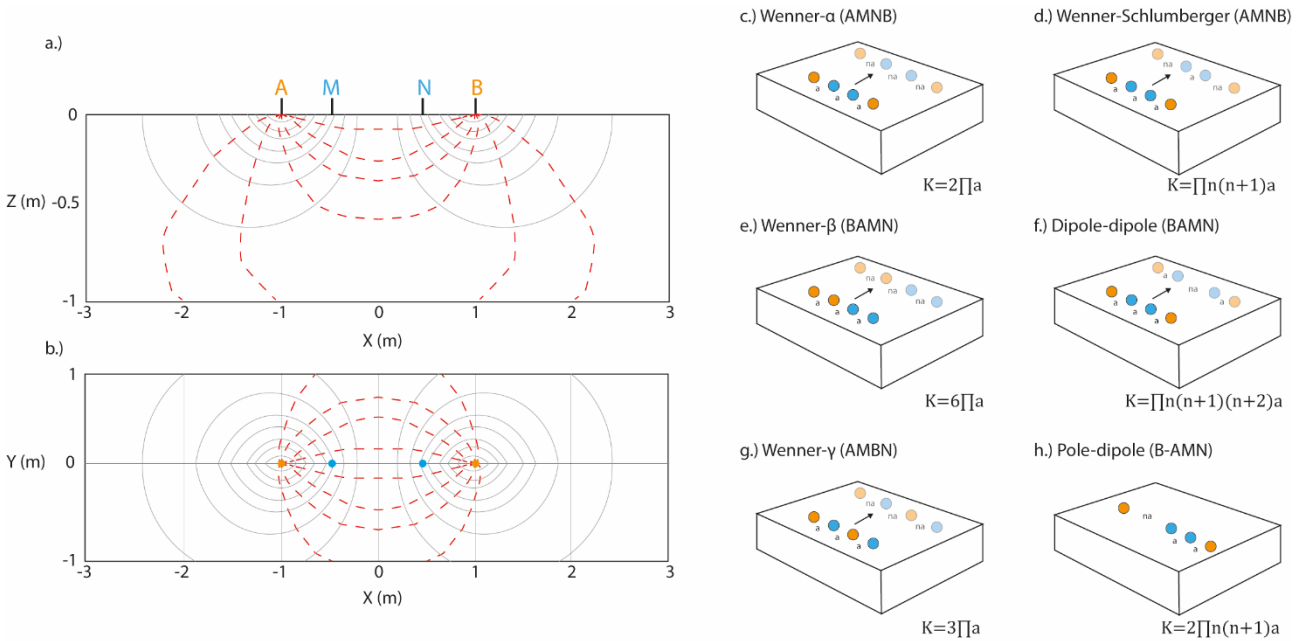 a.)
A M N B
0
Z (m) -0.5
-1
-3 -2 -1 0 1 2 3
X (m)
b.)
1
Y (m) 0
-1
-3 -2 -1 0 1 2 3
X (m)
c.) Wenner-α (AMNB)
na
na
na
a
a
a
K=2∏a
d.) Wenner-Schlumberger (AMNB)
na
a
na
a
a
a
K=∏n(n+1)a
e.) Wenner-β (BAMN)
na
na
na
a
a
a
K=6∏a
f.) Dipole-dipole (BAMN)
a
na
a
a
a
a
K=∏n(n+1)(n+2)a
g.) Wenner-γ (AMBN)
na
na
na
a
a
a
K=3∏a
h.) Pole-dipole (B-AMN)
na
a
a
K=2∏n(n+1)a